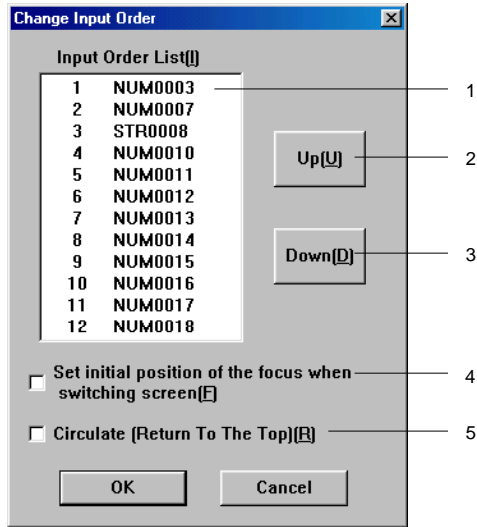 Change Input Order
Input Order List(I)
1 NUM0003
2 NUM0007
3 STR0008
4 NUM0010
5 NUM0011
6 NUM0012
7 NUM0013
8 NUM0014
9 NUM0015
10 NUM0016
11 NUM0017
12 NUM0018
1
Up(U)
2
Down(D)
3
Set initial position of the focus when
switching screen(F)
4
Circulate (Return To The Top)(R)
5
OK
Cancel